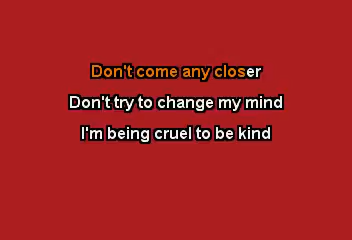 Don't come any closer
Don't try to change my mind
I'm being cruel to be kind